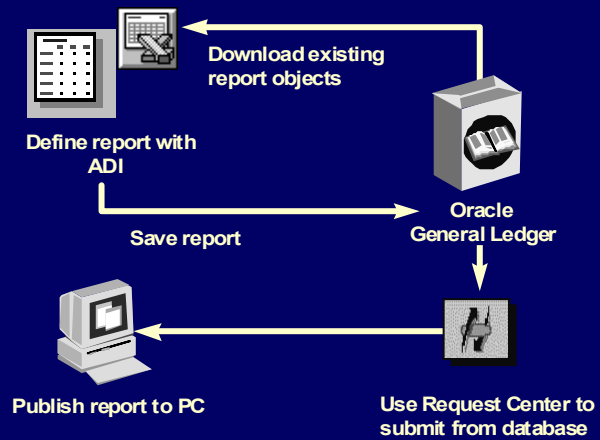 Download existing
report objects
Define report with
ADI
Oracle
General Ledger
Save report
Publish report to PC
Use Request Center to
submit from database